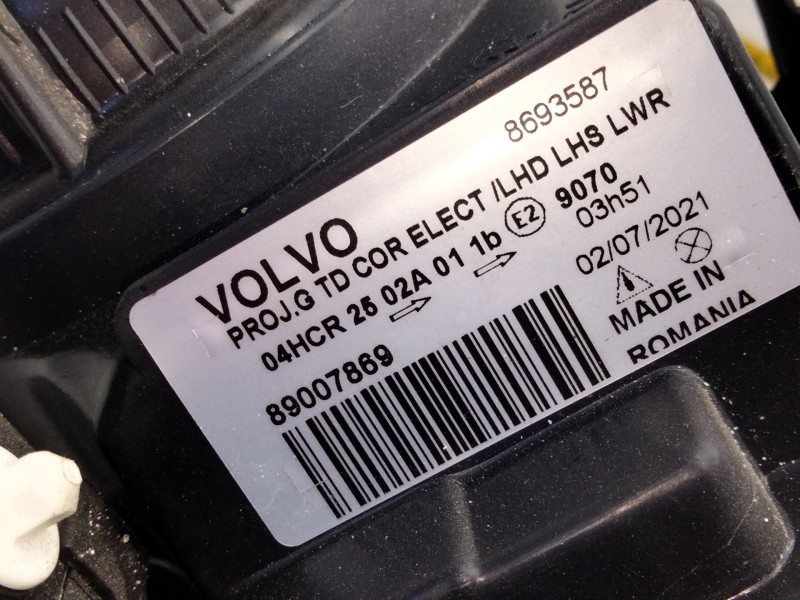 8693587
VOLVO
PROJ.G TD COR ELECT /LHD LHS LWR
04HCR 25 02A 01 1b E2 9070
03h51
02/07/2021
89007869
MADE IN
ROMANIA